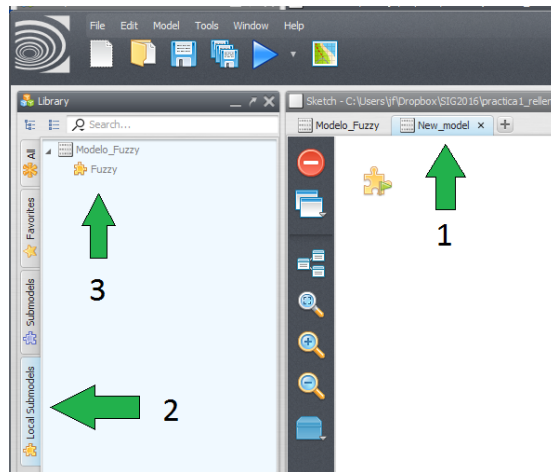 File Edit Model Tools Window Help
Library
Search...
All
Favorites
Submodels
Local Submodels
Modelo_Fuzzy
Fuzzy
3
2
Sketch - C:\Users\jf\Dropbox\SIG2016\practica1_relle
Modelo_Fuzzy New_model × +
1